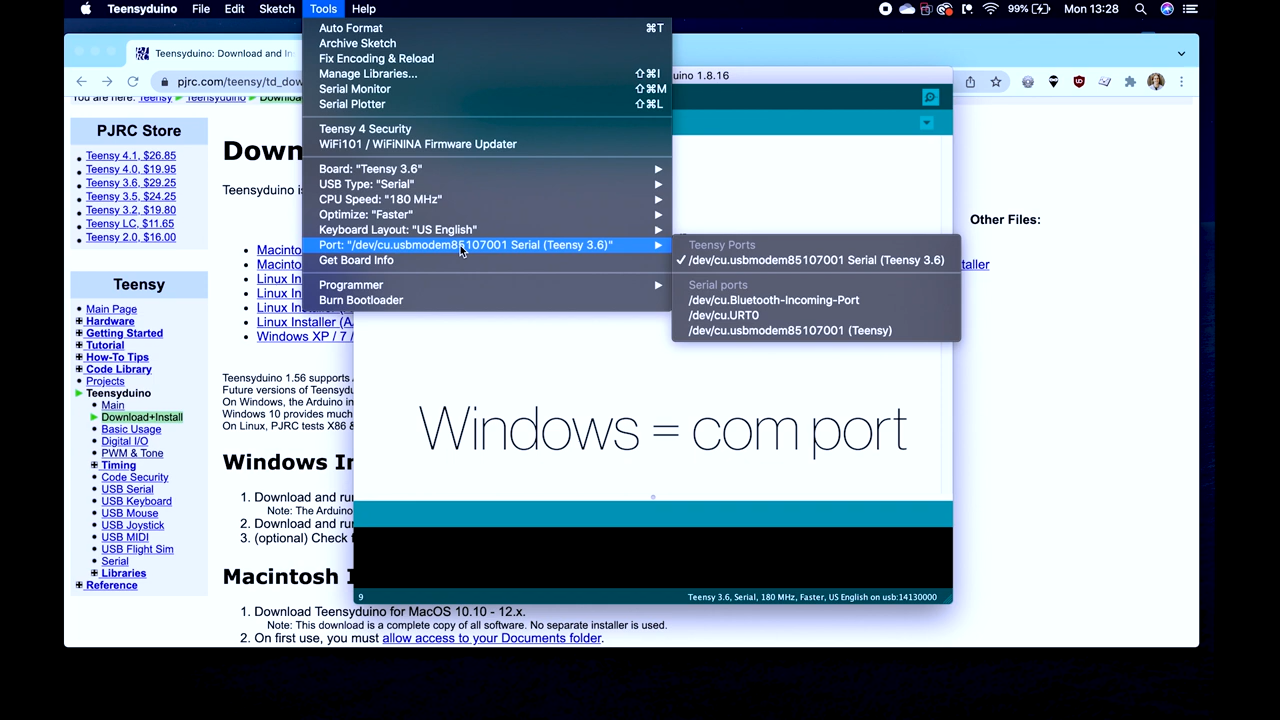 Teensyduino File Edit Sketch Tools Help 99% Mon 13:28
Teensyduino: Download and In
pjrc.com/teensy/td_dow
uino 1.8.16
You are here: Teensy Teensyduino Download
PJRC Store
Teensy 4.1, $26.85
Teensy 4.0, $19.95
Teensy 3.6, $29.25
Teensy 3.5, $24.25
Teensy 3.2, $19.80
Teensy LC, $11.65
Teensy 2.0, $16.00
Teensy
Main Page
Hardware
Getting Started
Tutorial
How-To Tips
Code Library
Projects
Teensyduino
Main
Download+Install
Basic Usage
Digital I/O
PWM & Tone
Timing
Code Security
USB Serial
USB Keyboard
USB Mouse
USB Joystick
USB MIDI
USB Flight Sim
Serial
Libraries
Reference
Auto Format ⌘T
Archive Sketch
Fix Encoding & Reload
Manage Libraries... ⇧⌘I
Serial Monitor ⇧⌘M
Serial Plotter ⇧⌘L
Teensy 4 Security
WiFi101 / WiFiNINA Firmware Updater
Board: "Teensy 3.6"
USB Type: "Serial"
CPU Speed: "180 MHz"
Optimize: "Faster"
Keyboard Layout: "US English"
Port: "/dev/cu.usbmodem85107001 Serial (Teensy 3.6)"
Get Board Info
Programmer
Burn Bootloader
Teensy Ports
✓ /dev/cu.usbmodem85107001 Serial (Teensy 3.6)
Serial ports
/dev/cu.Bluetooth-Incoming-Port
/dev/cu.URT0
/dev/cu.usbmodem85107001 (Teensy)
Down
Teensyduino is
Other Files:
Macinto
Macinto
Linux In
Linux In
Linux In
Linux Installer (A
Windows XP / 7 /
taller
Teensyduino 1.56 supports
Future versions of Teensydu
On Windows, the Arduino in
Windows 10 provides much
On Linux, PJRC tests X86 &
Windows = com port
Windows In
1. Download and ru
Note: The Arduino
2. Download and ru
3. (optional) Check f
Macintosh I
9
Teensy 3.6, Serial, 180 MHz, Faster, US English on usb:14130000
1. Download Teensyduino for MacOS 10.10 - 12.x.
Note: This download is a complete copy of all software. No separate installer is used.
2. On first use, you must allow access to your Documents folder.